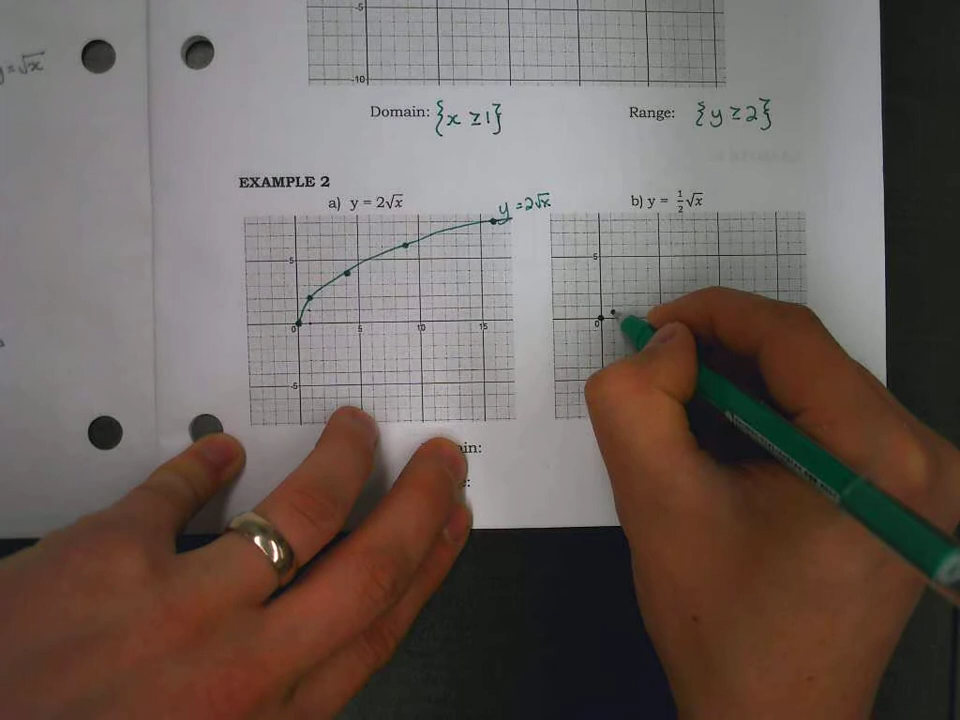 -5
-10
y=√x
Domain: {x ≥1}
Range: {y ≥2}
EXAMPLE 2
a) y = 2√x
y =2√x
b) y = 1/2√x
5
0
5
10
15
-5
5
0